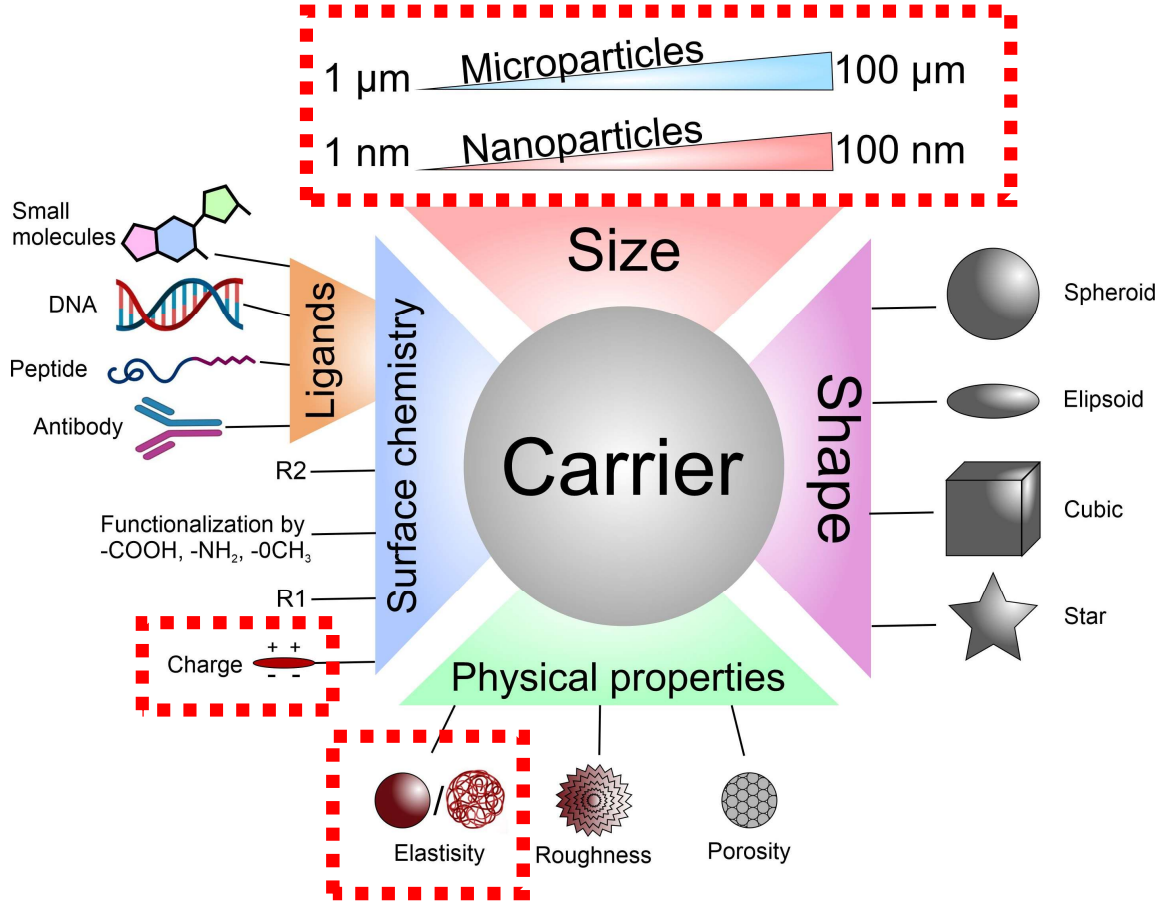 1 µm Microparticles 100 µm
1 nm Nanoparticles 100 nm
Size
Small
molecules
DNA
Peptide
Antibody
Ligands
R2
Functionalization by
-COOH, -NH₂, -0CH₃
R1
Charge
+ +
- -
Surface chemistry
Carrier
Shape
Spheroid
Elipsoid
Cubic
Star
Physical properties
/
Elastisity
Roughness
Porosity